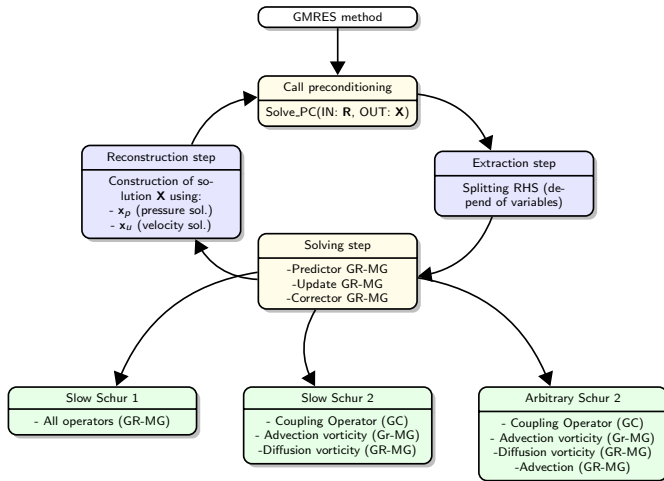 GMRES method
Call preconditioning
Solve_PC(IN: R, OUT: X)
Reconstruction step
Construction of so-
lution X using:
- xp (pressure sol.)
- xu (velocity sol.)
Extraction step
Splitting RHS (de-
pend of variables)
Solving step
-Predictor GR-MG
-Update GR-MG
-Corrector GR-MG
Slow Schur 1
- All operators (GR-MG)
Slow Schur 2
- Coupling Operator (GC)
- Advection vorticity (Gr-MG)
-Diffusion vorticity (GR-MG)
Arbitrary Schur 2
- Coupling Operator (GC)
- Advection vorticity (Gr-MG)
-Diffusion vorticity (GR-MG)
-Advection (GR-MG)